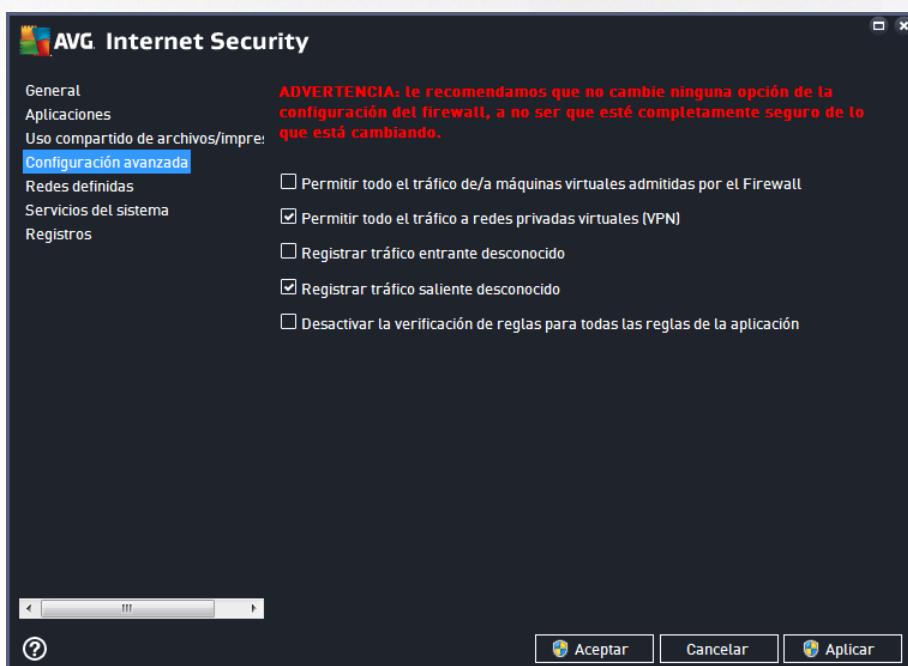 AVG. Internet Security
General
Aplicaciones
Uso compartido de archivos/impre
Configuración avanzada
Redes definidas
Servicios del sistema
Registros
ADVERTENCIA: le recomendamos que no cambie ninguna opción de la
configuración del firewall, a no ser que esté completamente seguro de lo
que está cambiando.
Permitir todo el tráfico de/a máquinas virtuales admitidas por el Firewall
Permitir todo el tráfico a redes privadas virtuales (VPN)
Registrar tráfico entrante desconocido
Registrar tráfico saliente desconocido
Desactivar la verificación de reglas para todas las reglas de la aplicación
Aceptar
Cancelar
Aplicar